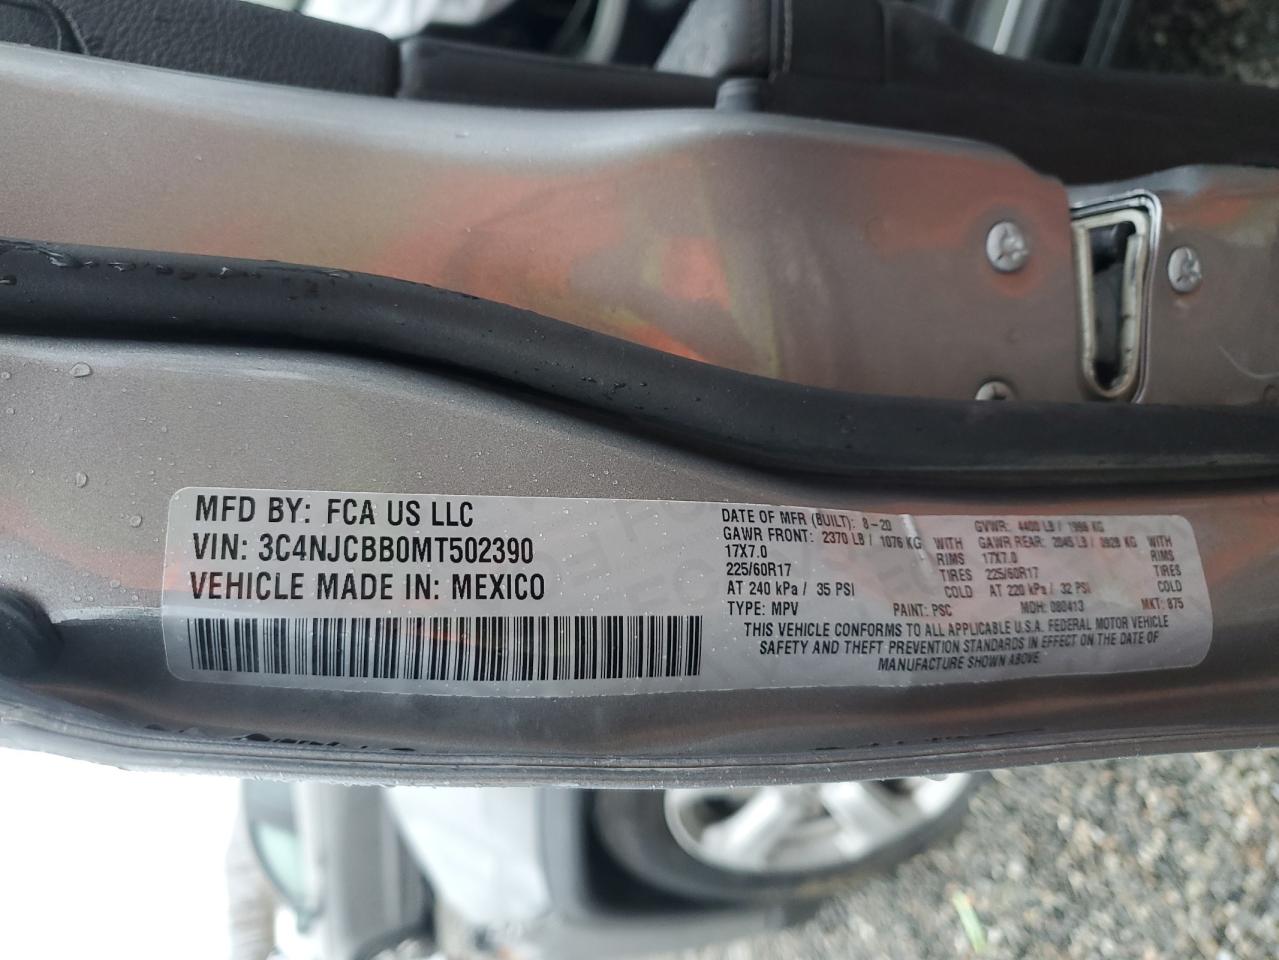 MFD BY: FCA US LLC
VIN: 3C4NJCBB0MT502390
VEHICLE MADE IN: MEXICO
DATE OF MFR (BUILT): 8-20 GVWR: 4400 LB / 1996 KG
GAWR FRONT: 2370 LB / 1076 KG WITH GAWR REAR: 2045 LB / 0928 KG WITH
17X7.0 RIMS 17X7.0 RIMS
225/60R17 TIRES 225/60R17 TIRES
AT 240 kPa / 35 PSI COLD AT 220 kPa / 32 PSI COLD
TYPE: MPV PAINT: PSC MDH: 080413 MKT: 875
THIS VEHICLE CONFORMS TO ALL APPLICABLE U.S.A. FEDERAL MOTOR VEHICLE
SAFETY AND THEFT PREVENTION STANDARDS IN EFFECT ON THE DATE OF
MANUFACTURE SHOWN ABOVE.